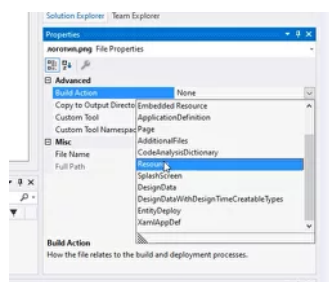 Solution Explorer Team Explorer
Properties
логотип.png File Properties
Advanced
Build Action None
Copy to Output Directo Embedded Resource
Custom Tool ApplicationDefinition
Custom Tool Namespac Page
Misc AdditionalFiles
File Name CodeAnalysisDictionary
Full Path Resource
SplashScreen
DesignData
DesignDataWithDesignTimeCreatableTypes
EntityDeploy
XamlAppDef
Build Action
How the file relates to the build and deployment processes.